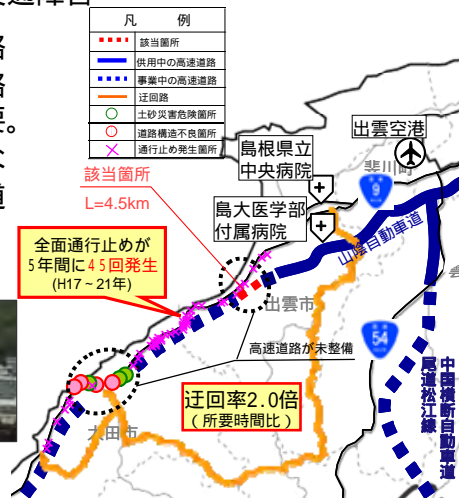 凡 例
該当箇所
供用中の高速道路
事業中の高速道路
迂回路
土砂災害危険箇所
道路構造不良箇所
通行止め発生箇所
路
路
要。
道
該当箇所
L=4.5km
島根県立
中央病院
出雲空港
斐川町
9
島大医学部
付属病院
山陰自動車道
全面通行止めが
5年間に45回発生
(H17~21年)
出雲市
高速道路が未整備
54
迂回率2.0倍
(所要時間比)
大田市
中国横断自動車道
尾道松江線